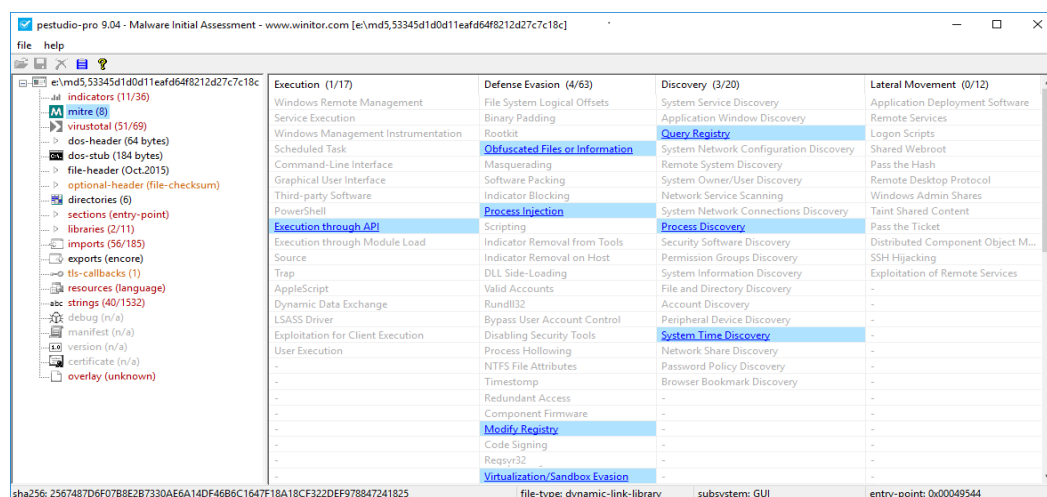 pestudio-pro 9.04 - Malware Initial Assessment - www.winitor.com [e:\md5,53345d1d0d11eafd64f8212d27c7c18c]
file help
e:\md5,53345d1d0d11eafd64f8212d27c7c18c
indicators (11/36)
mitre (8)
virustotal (51/69)
dos-header (64 bytes)
dos-stub (184 bytes)
file-header (Oct.2015)
optional-header (file-checksum)
directories (6)
sections (entry-point)
libraries (2/11)
imports (56/185)
exports (encore)
tls-callbacks (1)
resources (language)
abc strings (40/1532)
debug (n/a)
manifest (n/a)
1.0 version (n/a)
certificate (n/a)
overlay (unknown)
Execution (1/17) Defense Evasion (4/63) Discovery (3/20) Lateral Movement (0/12)
Windows Remote Management File System Logical Offsets System Service Discovery Application Deployment Software
Service Execution Binary Padding Application Window Discovery Remote Services
Windows Management Instrumentation Rootkit Query Registry Logon Scripts
Scheduled Task Obfuscated Files or Information System Network Configuration Discovery Shared Webroot
Command-Line Interface Masquerading Remote System Discovery Pass the Hash
Graphical User Interface Software Packing System Owner/User Discovery Remote Desktop Protocol
Third-party Software Indicator Blocking Network Service Scanning Windows Admin Shares
PowerShell Process Injection System Network Connections Discovery Taint Shared Content
Execution through API Scripting Process Discovery Pass the Ticket
Execution through Module Load Indicator Removal from Tools Security Software Discovery Distributed Component Object M...
Source Indicator Removal on Host Permission Groups Discovery SSH Hijacking
Trap DLL Side-Loading System Information Discovery Exploitation of Remote Services
AppleScript Valid Accounts File and Directory Discovery -
Dynamic Data Exchange Rundll32 Account Discovery -
LSASS Driver Bypass User Account Control Peripheral Device Discovery -
Exploitation for Client Execution Disabling Security Tools System Time Discovery -
User Execution Process Hollowing Network Share Discovery -
- NTFS File Attributes Password Policy Discovery -
- Timestomp Browser Bookmark Discovery -
- Redundant Access - -
- Component Firmware - -
- Modify Registry - -
- Code Signing - -
- Regsvr32 - -
- Virtualization/Sandbox Evasion - -
sha256: 2567487D6F07B8E2B7330AE6A14DF46B6C1647F18A18CF322DEF978847241825 file-type: dynamic-link-library subsystem: GUI entry-point: 0x00049544